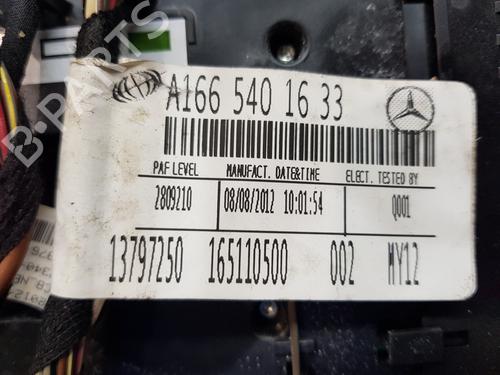 A166 540 16 33
PAF LEVEL MANUFACT. DATE&TIME ELECT. TESTED BY
2809210 08/08/2012 10:01:54 Q001
13797250 165110500 002 MY12
B-PARTS